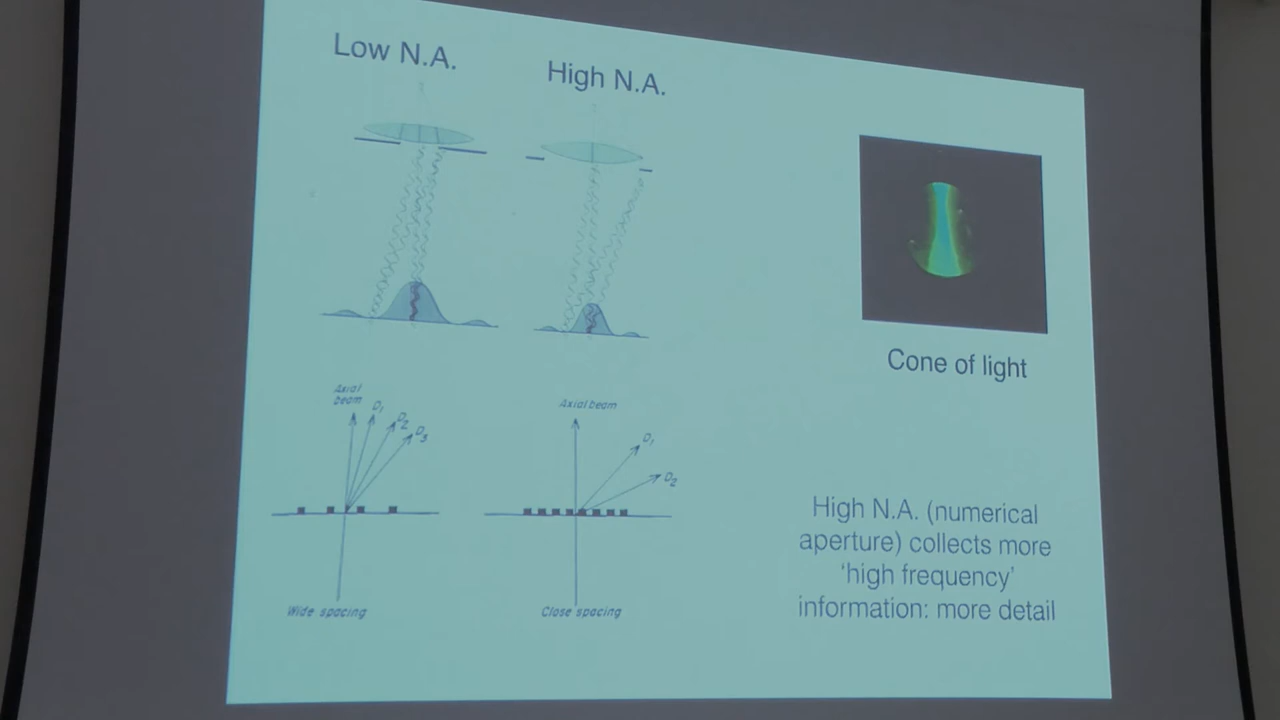 Low N.A.
High N.A.
Cone of light
Axial
beam
D1
D2
D3
Wide spacing
Axial beam
D1
D2
Close spacing
High N.A. (numerical
aperture) collects more
‘high frequency’
information: more detail